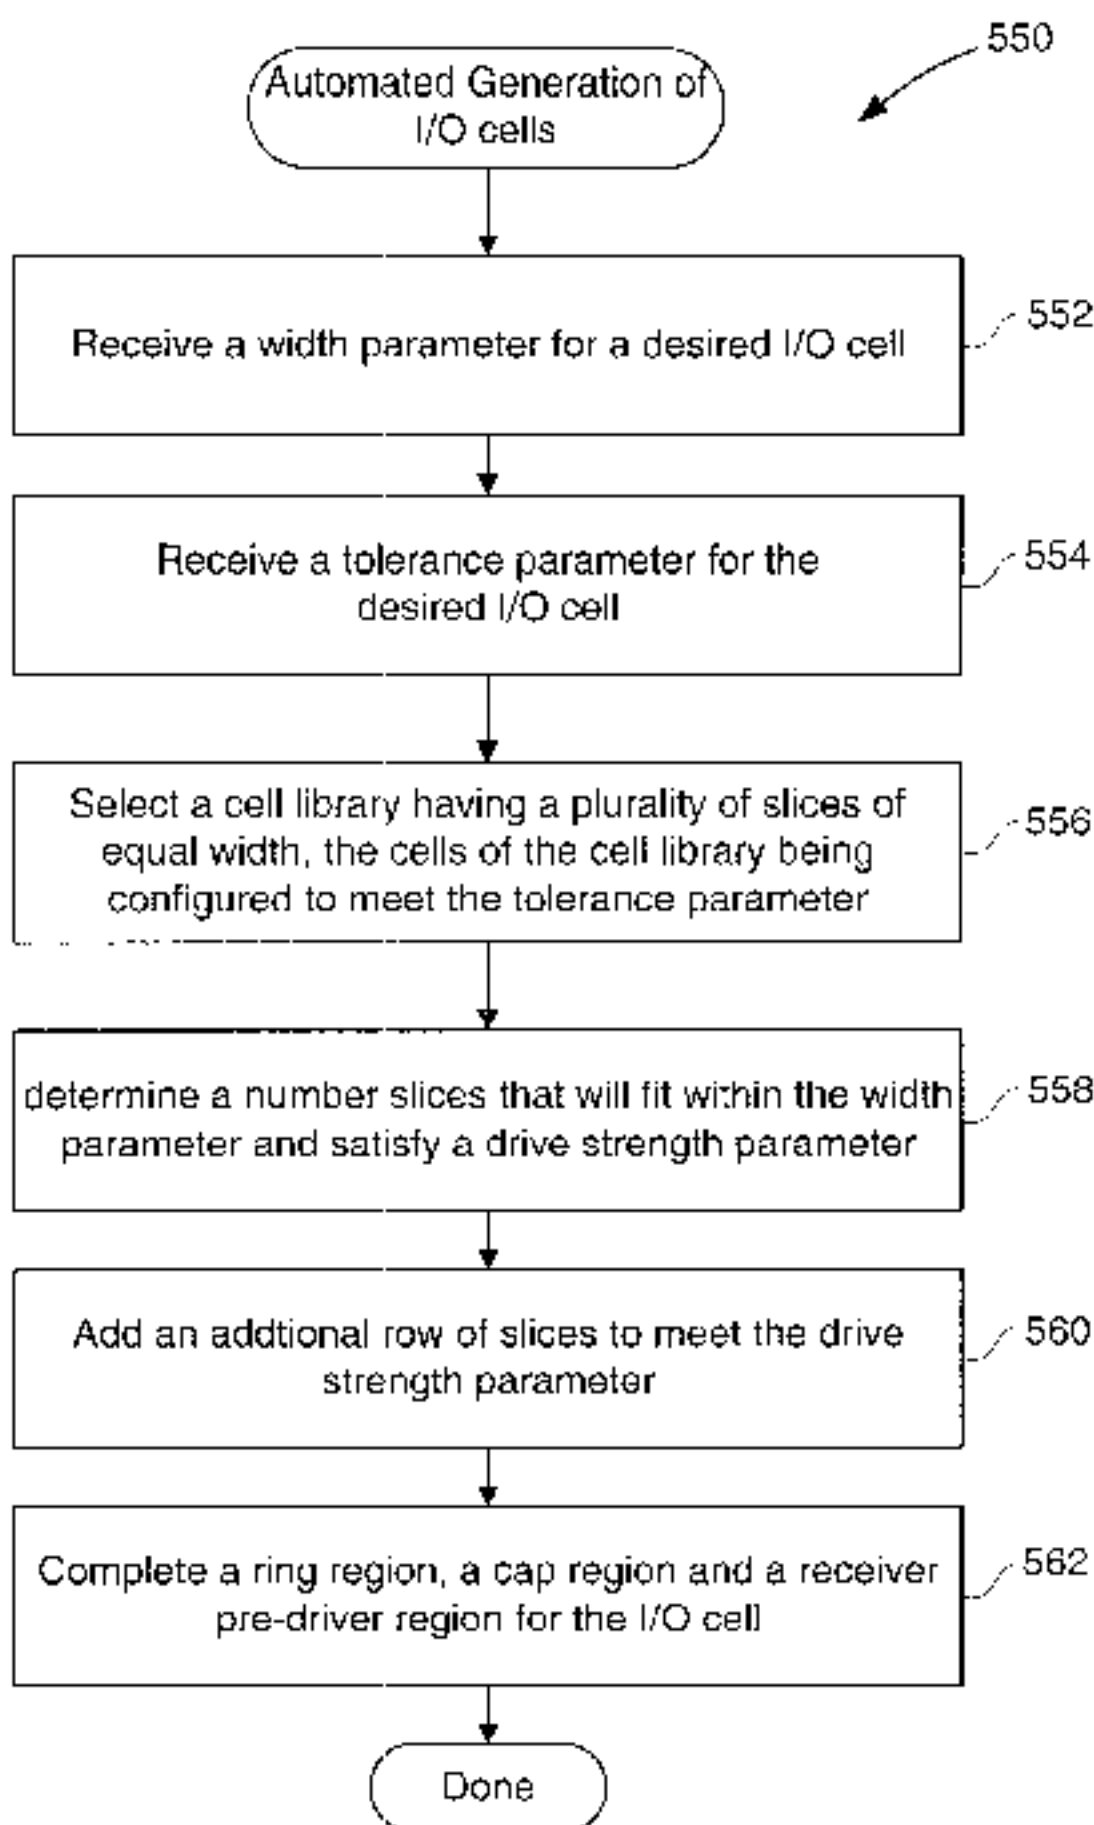 550
Automated Generation of
I/O cells
Receive a width parameter for a desired I/O cell
552
Receive a tolerance parameter for the
desired I/O cell
554
Select a cell library having a plurality of slices of
equal width, the cells of the cell library being
configured to meet the tolerance parameter
556
determine a number slices that will fit within the width
parameter and satisfy a drive strength parameter
558
Add an addtional row of slices to meet the drive
strength parameter
560
Complete a ring region, a cap region and a receiver
pre-driver region for the I/O cell
562
Done